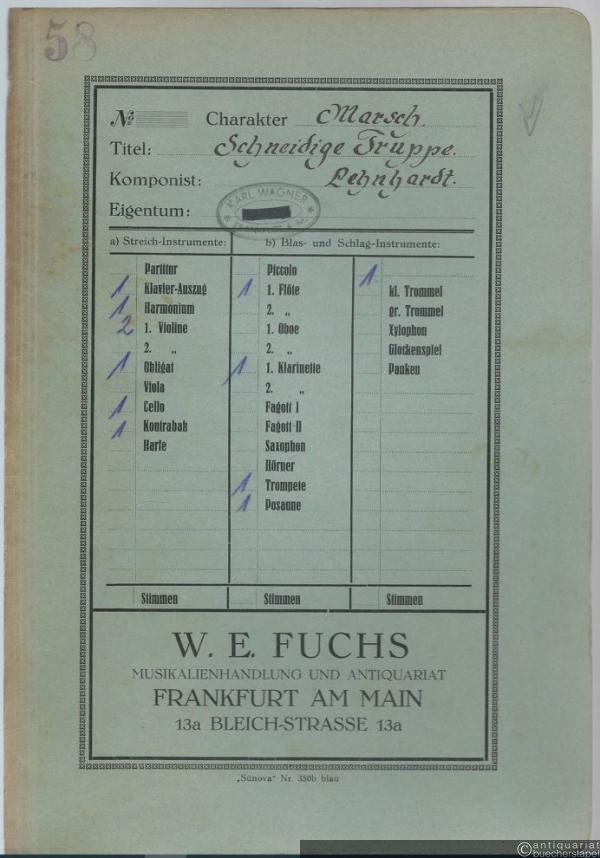 58
№ Charakter Marsch.
Titel: Schneidige Truppe.
Komponist: Lehnhardt.
Eigentum: KARL WAGNER
a) Streich-Instrumente:
Partitur
1 Klavier-Auszug
1 Harmonium
2 1. Violine
2. „
1 Obligat
Viola
1 Cello
1 Kontrabaß
Harfe
Stimmen
b) Blas- und Schlag-Instrumente:
Piccolo
1 1. Flöte
2. „
1. Oboe
2. „
1 1. Klarinette
2. „
Fagott I
Fagott II
Saxophon
Hörner
1 Trompete
1 Posaune
Stimmen
1
kl. Trommel
gr. Trommel
Xylophon
Glockenspiel
Pauken
Stimmen
W. E. FUCHS
MUSIKALIENHANDLUNG UND ANTIQUARIAT
FRANKFURT AM MAIN
13a BLEICH-STRASSE 13a
„Sünova“ Nr. 350b blau
antiquariat
buecherstapel